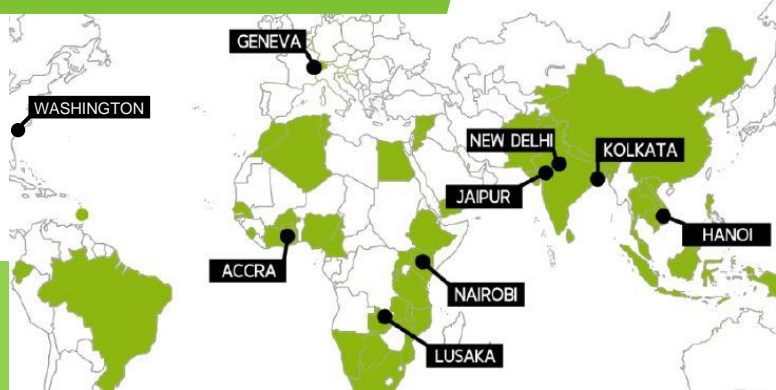 GENEVA
WASHINGTON
NEW DELHI
KOLKATA
JAIPUR
HANOI
ACCRA
NAIROBI
LUSAKA